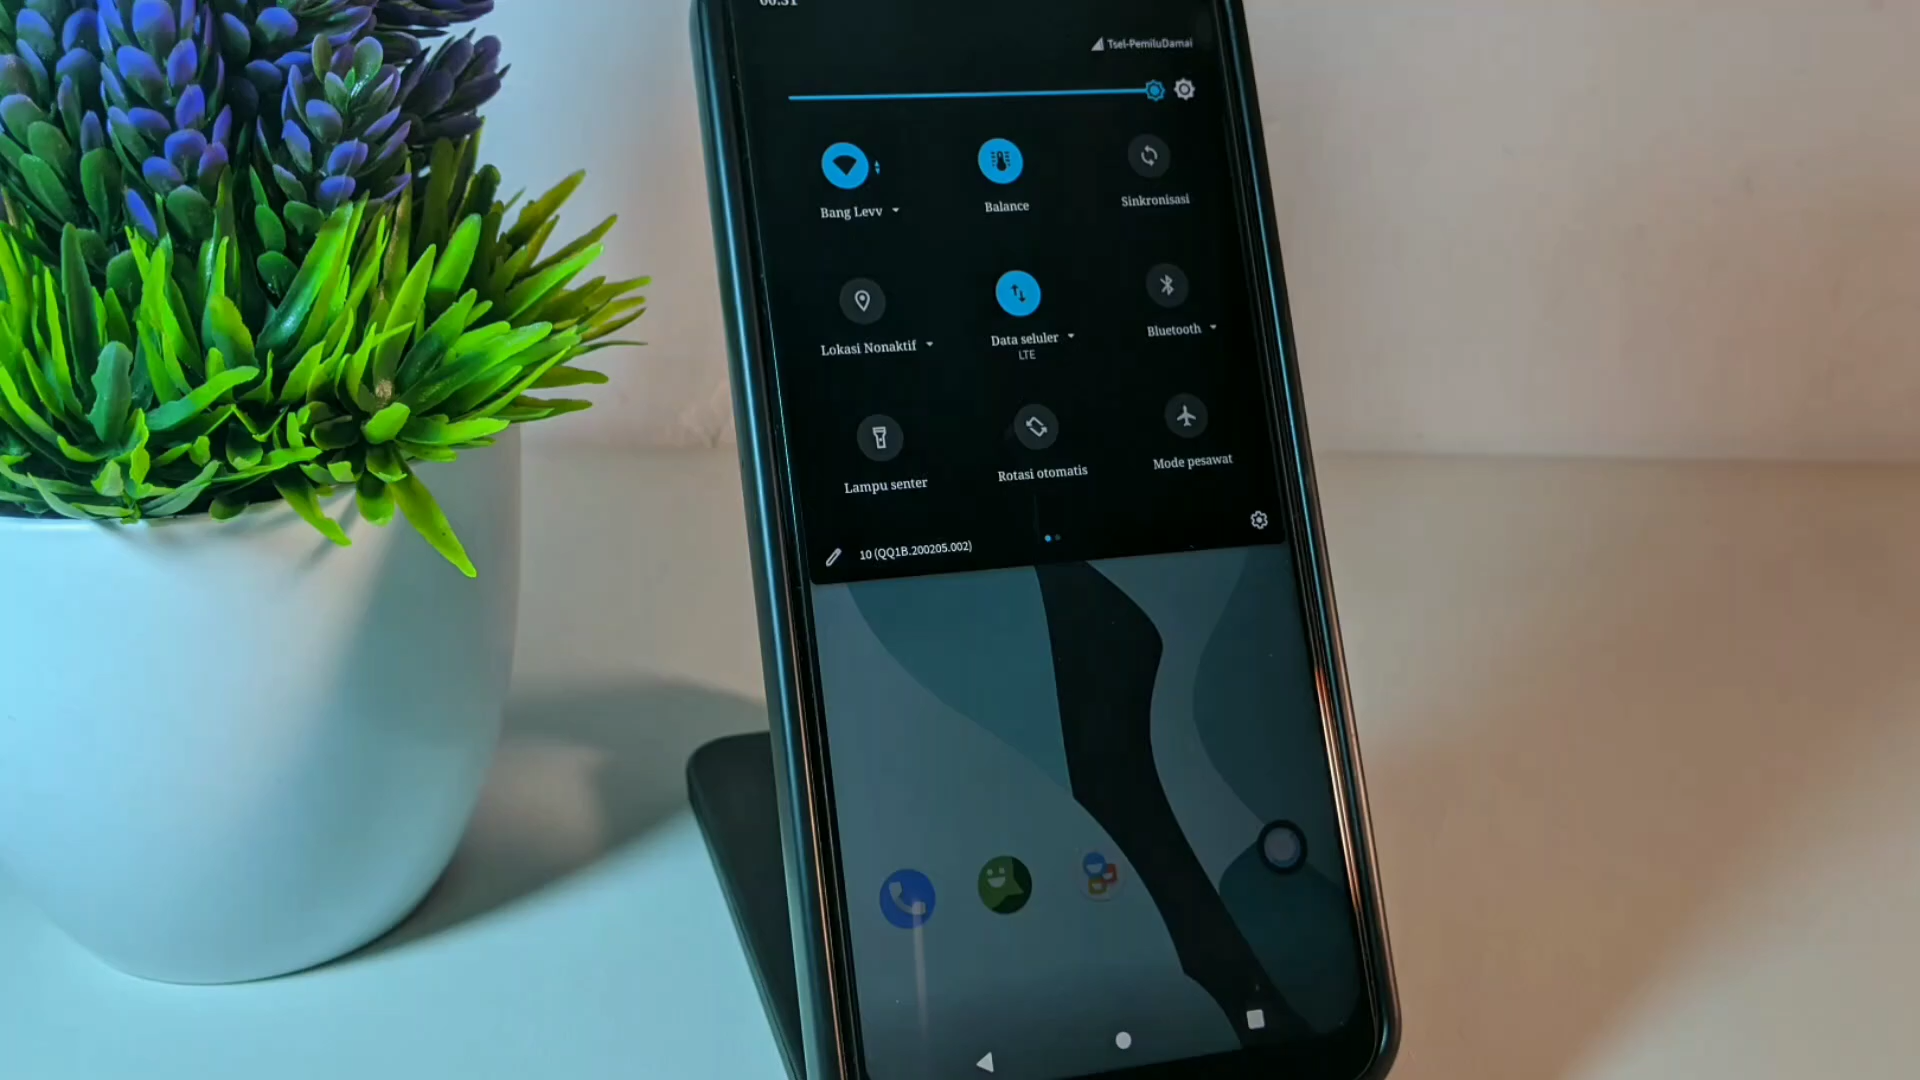 Tsel-PemiluDamai
Bang Levv
Balance
Sinkronisasi
Lokasi Nonaktif
Data seluler
LTE
Bluetooth
Lampu senter
Rotasi otomatis
Mode pesawat
10 (QQ1B.200205.002)